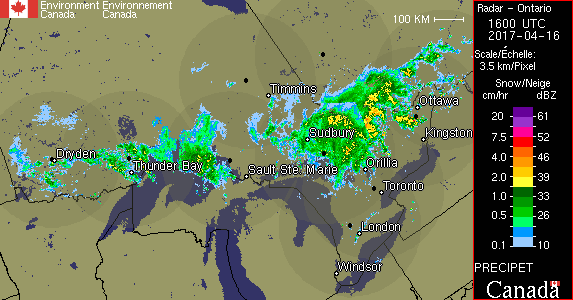 Environment Environnement
Canada Canada
100 KM
Timmins
Ottawa
Sudbury
Kingston
Dryden
Thunder Bay
Sault Ste. Marie
Orillia
Toronto
London
Windsor
Radar - Ontario
1600 UTC
2017-04-16
Scale/Échelle:
3.5 km/Pixel
Snow/Neige
cm/hr dBZ
20 61
7.5 52
4.0 46
2.0 39
1.0 33
0.5 26
0.1 10
PRECIPET
Canada